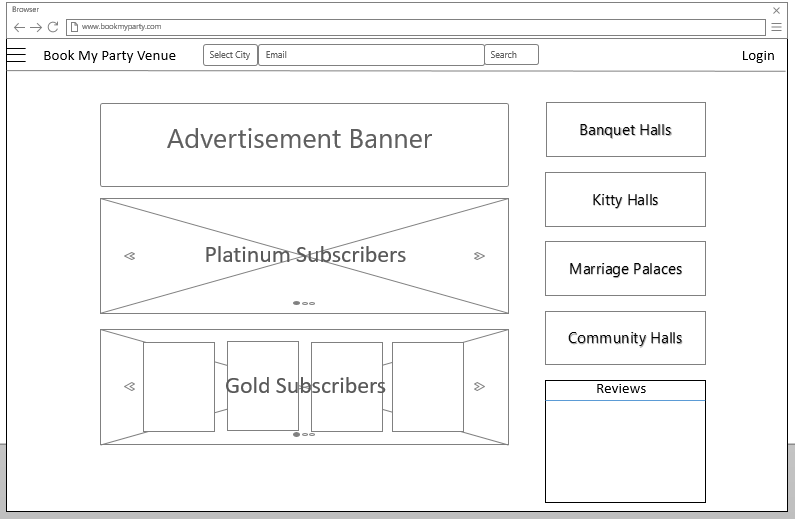 Browser
www.bookmyparty.com
Book My Party Venue
Select City
Email
Search
Login
Advertisement Banner
Platinum Subscribers
Gold Subscribers
Banquet Halls
Kitty Halls
Marriage Palaces
Community Halls
Reviews